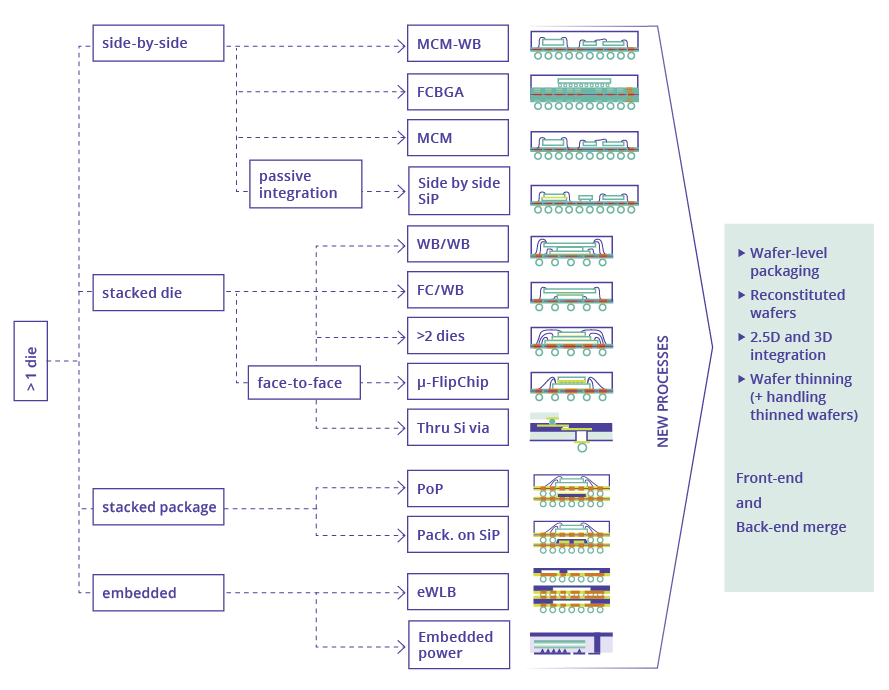 > 1 die
side-by-side
passive
integration
stacked die
face-to-face
stacked package
embedded
MCM-WB
FCBGA
MCM
Side by side
SiP
WB/WB
FC/WB
>2 dies
µ-FlipChip
Thru Si via
PoP
Pack. on SiP
eWLB
Embedded
power
NEW PROCESSES
Wafer-level
packaging
Reconstituted
wafers
2.5D and 3D
integration
Wafer thinning
(+ handling
thinned wafers)
Front-end
and
Back-end merge